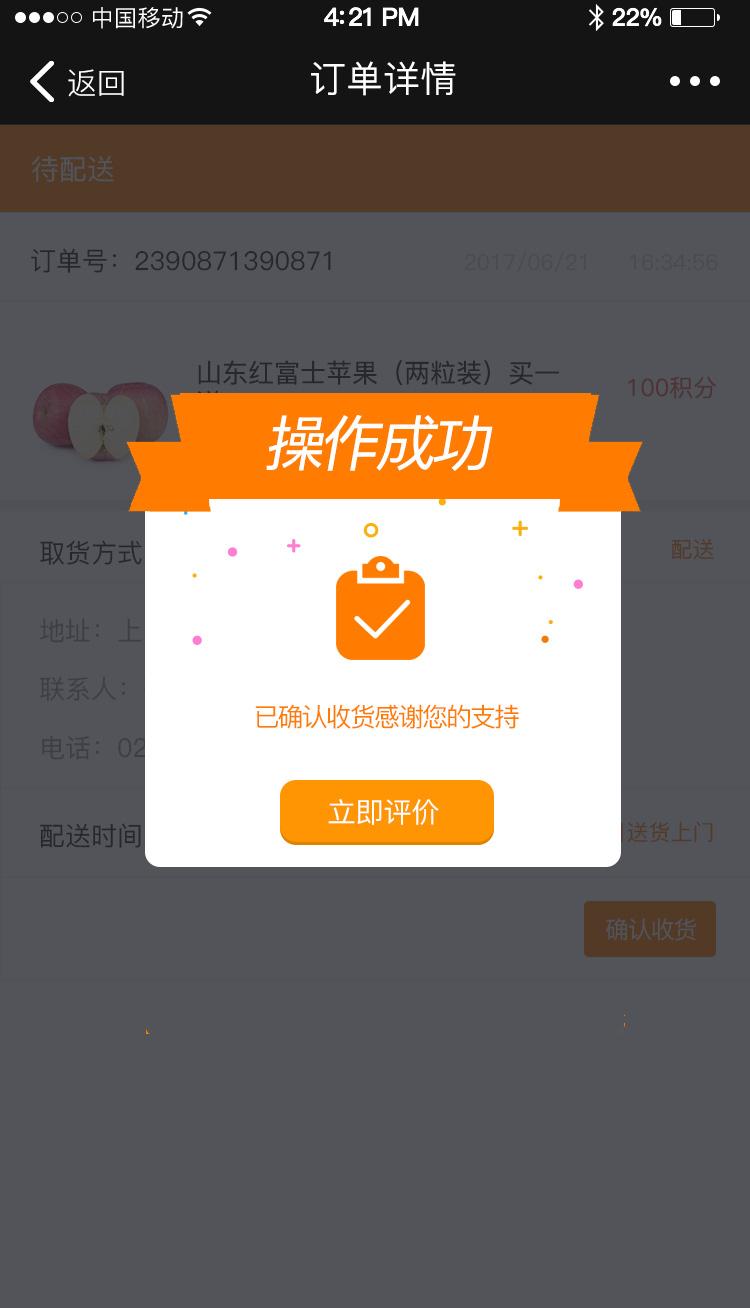 中国移动
4:21 PM
22%
返回
订单详情
待配送
订单号：2390871390871
2017/06/21
16:34:56
山东红富士苹果（两粒装）买一
100积分
操作成功
取货方式
配送
地址：上
联系人：
电话：02
已确认收货感谢您的支持
立即评价
配送时间
送货上门
确认收货